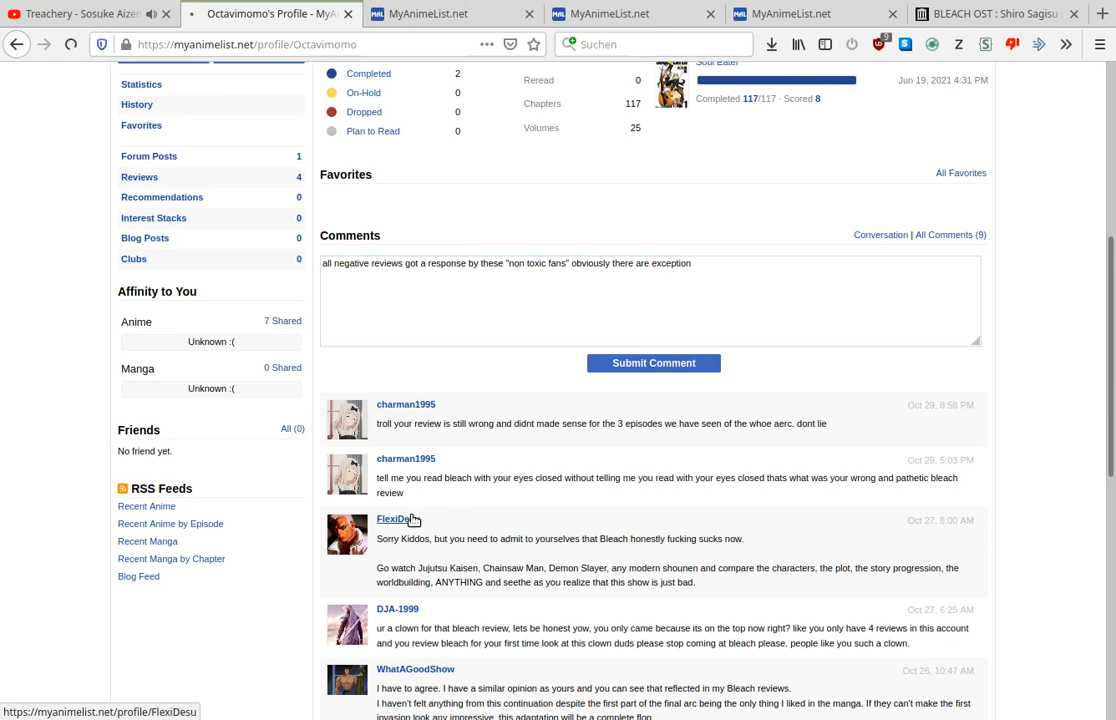 Treachery - Sosuke Aizen
Octavimomo's Profile - MyAn
MyAnimeList.net
MyAnimeList.net
MyAnimeList.net
BLEACH OST : Shiro Sagisu
https://myanimelist.net/profile/Octavimomo
Suchen
9
Statistics
History
Favorites
Forum Posts 1
Reviews 4
Recommendations 0
Interest Stacks 0
Blog Posts 0
Clubs 0
Affinity to You
Anime 7 Shared
Unknown :(
Manga 0 Shared
Unknown :(
Friends All (0)
No friend yet.
RSS Feeds
Recent Anime
Recent Anime by Episode
Recent Manga
Recent Manga by Chapter
Blog Feed
Completed 2
On-Hold 0
Dropped 0
Plan to Read 0
Reread 0
Chapters 117
Volumes 25
Soul Eater
Jun 19, 2021 4:31 PM
Completed 117/117 · Scored 8
Favorites All Favorites
Comments Conversation | All Comments (9)
all negative reviews got a response by these "non toxic fans" obviously there are exception
Submit Comment
charman1995 Oct 29, 8:58 PM
troll your review is still wrong and didnt made sense for the 3 episodes we have seen of the whoe aerc. dont lie
charman1995 Oct 29, 5:03 PM
tell me you read bleach with your eyes closed without telling me you read with your eyes closed thats what was your wrong and pathetic bleach
review
Oct 27, 8:00 AM
Sorry Kiddos, but you need to admit to yourselves that Bleach honestly fucking sucks now.
Go watch Jujutsu Kaisen, Chainsaw Man, Demon Slayer, any modern shounen and compare the characters, the plot, the story progression, the
worldbuilding, ANYTHING and seethe as you realize that this show is just bad.
DJA-1999 Oct 27, 6:25 AM
ur a clown for that bleach review, lets be honest yow, you only came because its on the top now right? like you only have 4 reviews in this account
and you review bleach for your first time look at this clown duds please stop coming at bleach please. people like you such a clown.
WhatAGoodShow Oct 26, 10:47 AM
I have to agree. I have a similar opinion as yours and you can see that reflected in my Bleach reviews.
I haven't felt anything from this continuation despite the first part of the final arc being the only thing I liked in the manga. If they can't make the first
invasion look any impressive, this adaptation will be a complete flop.
https://myanimelist.net/profile/FlexiDesu